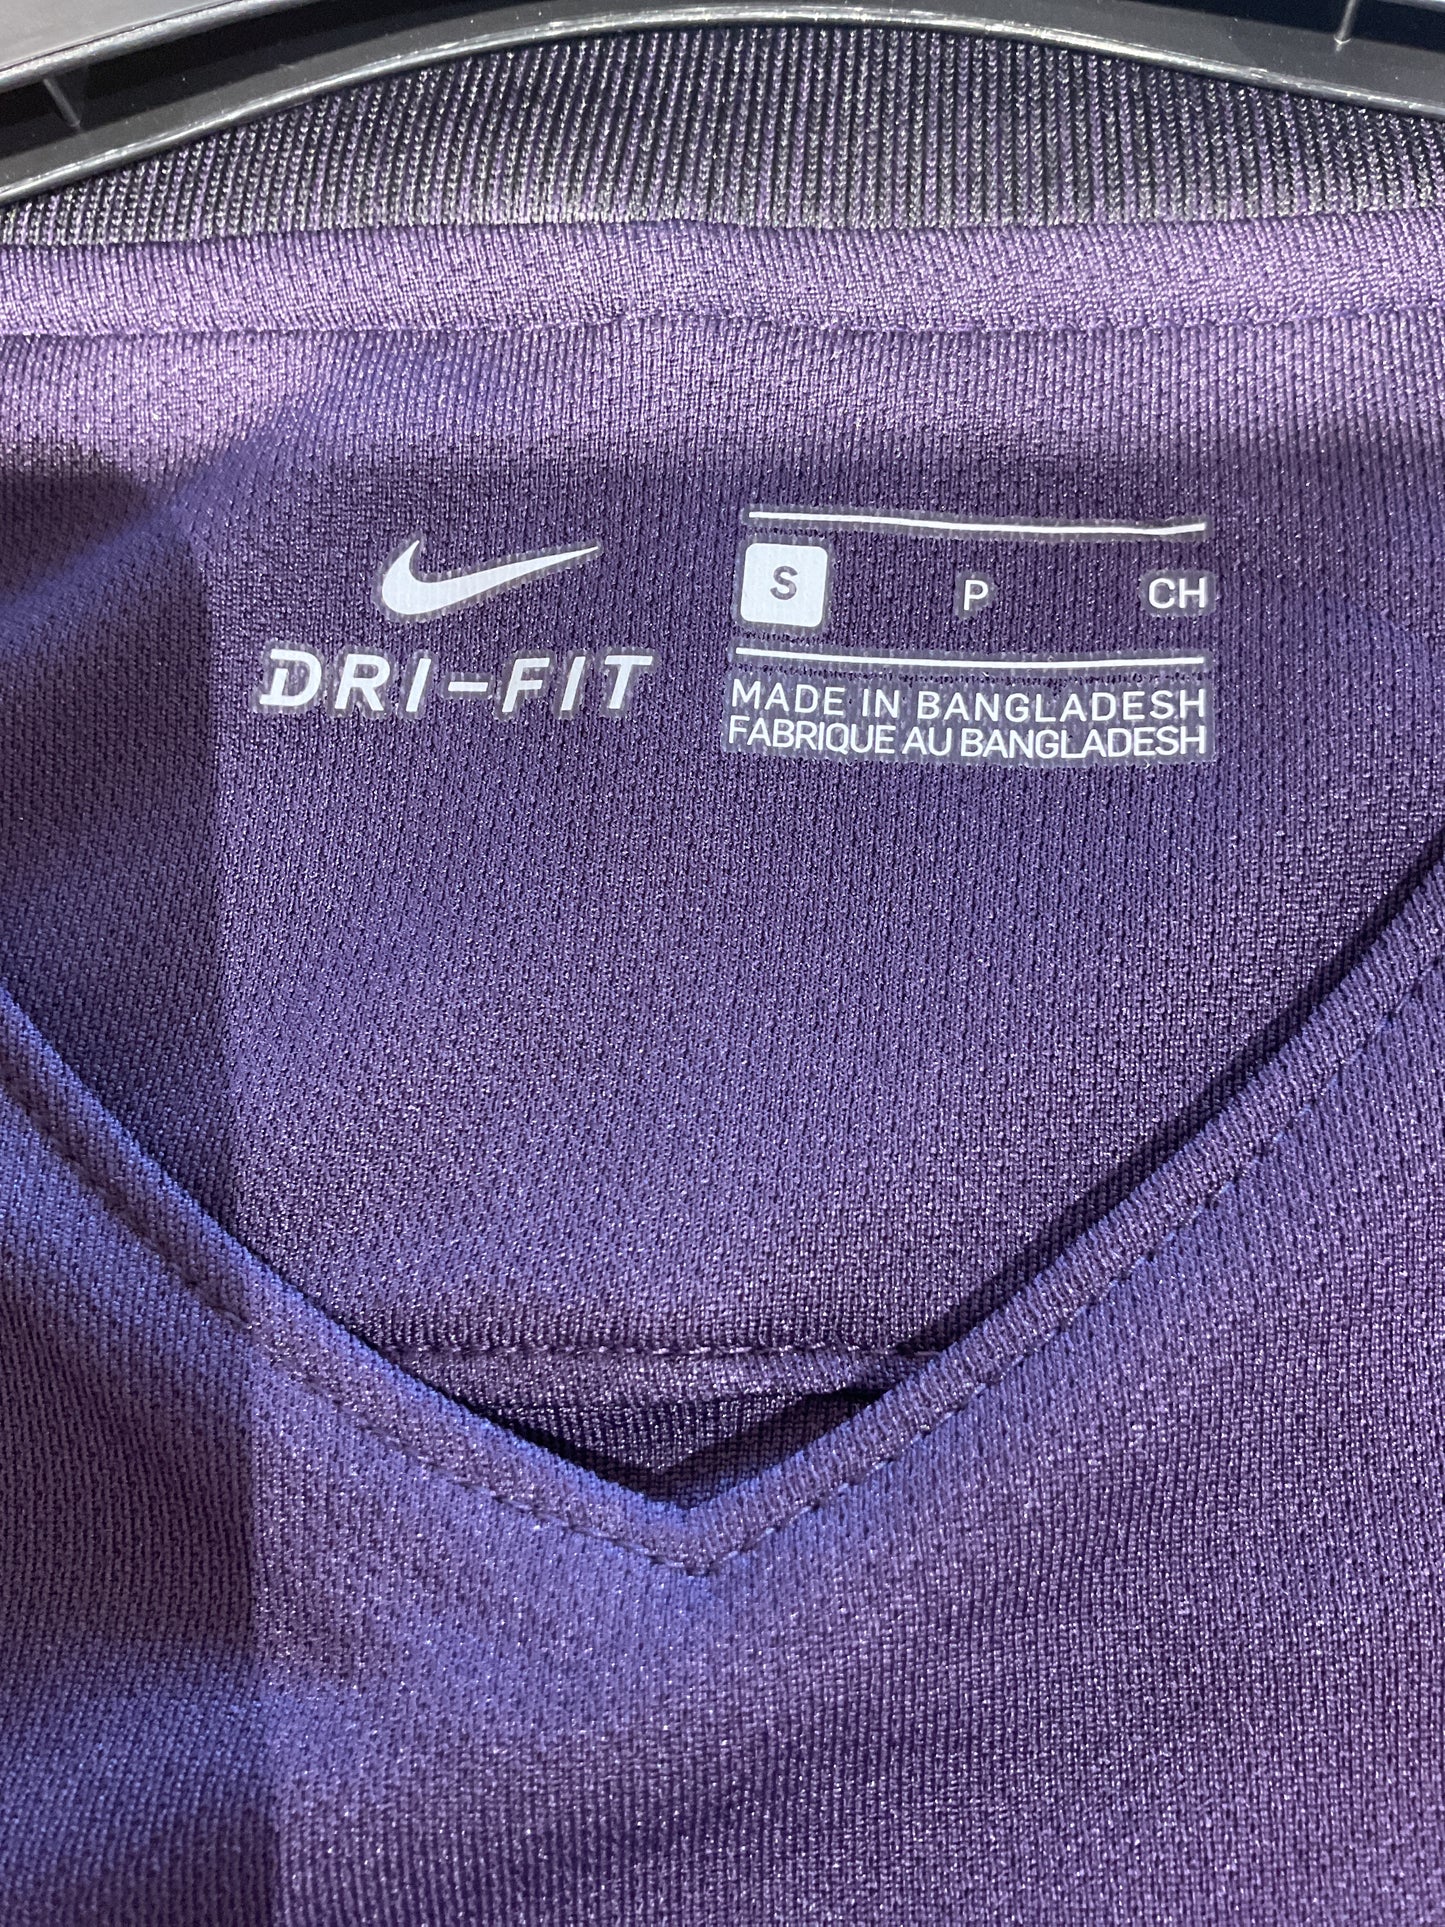 DRI-FIT
S P CH
MADE IN BANGLADESH
FABRIQUE AU BANGLADESH